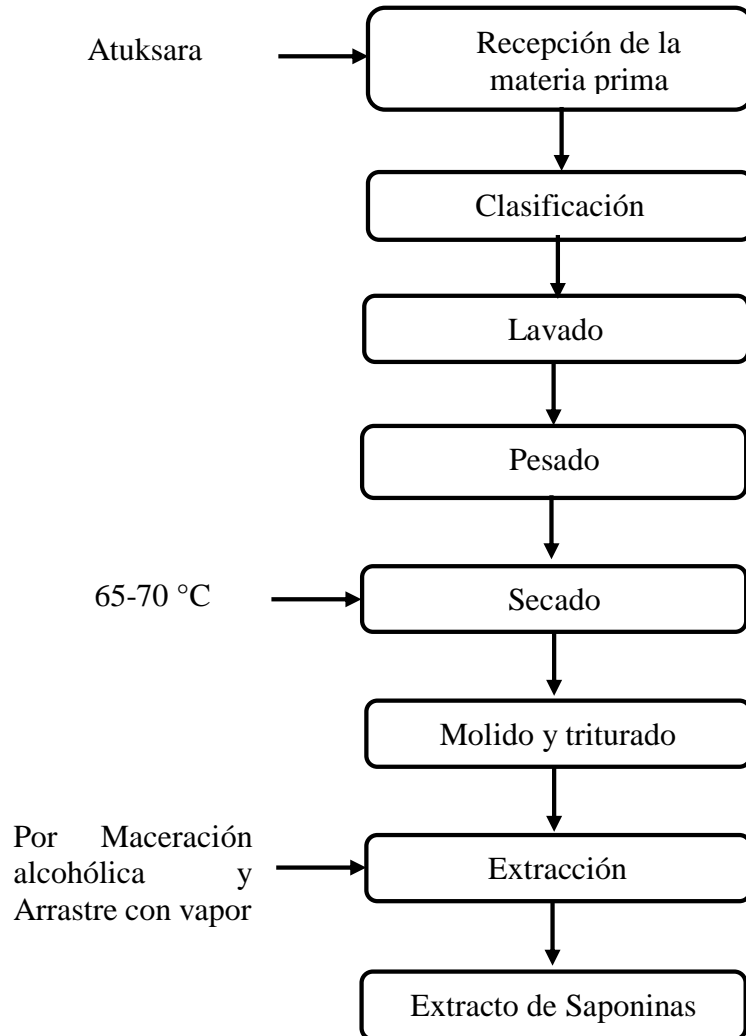 Atuksara
Recepción de la
materia prima
Clasificación
Lavado
Pesado
65-70 °C
Secado
Molido y triturado
Por Maceración
alcohólica y
Arrastre con vapor
Extracción
Extracto de Saponinas